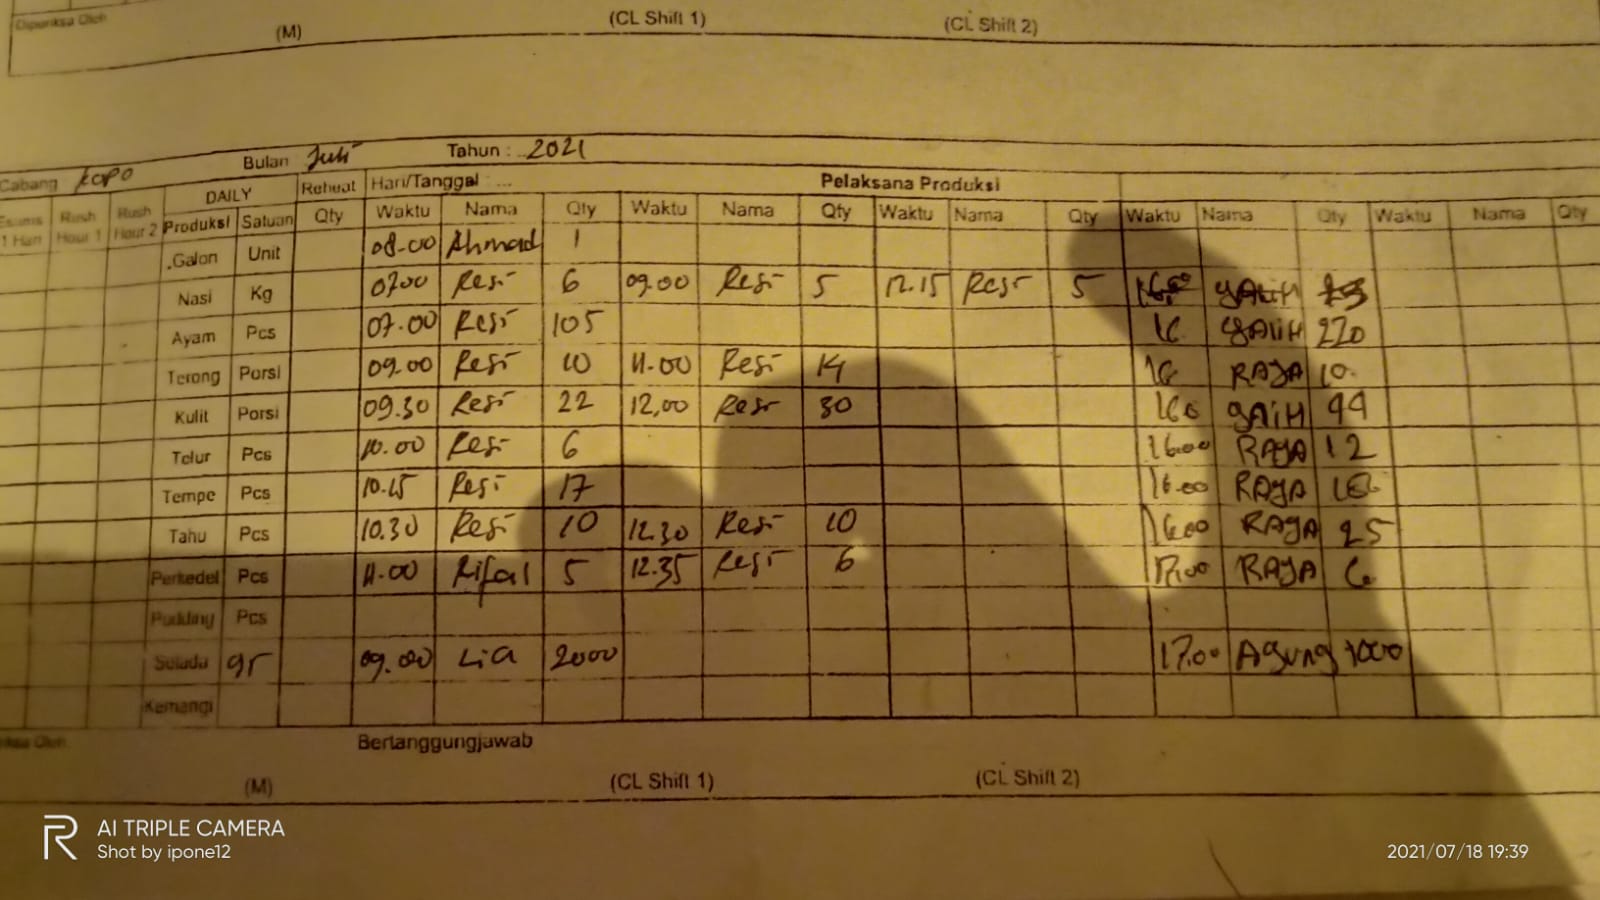 Diperiksa Oleh
(M) (CL Shift 1) (CL Shift 2)
Cabang Kopo Bulan Juli Tahun : 2021
DAILY Reheat Hari/Tanggal : ... Pelaksana Produksi
1 Hari Rush Hour 1 Rush Hour 2 Produksi Satuan Qty Waktu Nama Qty Waktu Nama Qty Waktu Nama Qty Waktu Nama Qty Waktu Nama Qty
Galon Unit 08.00 Ahmad 1
Nasi Kg 07.00 Resi 6 09.00 Resi 5 12.15 Resi 5
Ayam Pcs 07.00 Resi 105 16 GALIH 220
Terong Porsi 09.00 Resi 10 11.00 Resi 14 16 RAJA 10
Kulit Porsi 09.30 Resi 22 12,00 Resi 30 GALIH 44
Telur Pcs 10.00 Resi 6 16.00 RAJA 12
Tempe Pcs 10.15 Resi 17 16.00 RAJA
Tahu Pcs 10.30 Resi 10 12.30 Resi 10 16.00 RAJA 25
Perkedel Pcs 11.00 Rifal 5 12.35 Resi 6 17.00 RAJA 6
Pudding Pcs
Selada gr 09.00 Lia 2000 17.00 Agung 1000
Kemangi
Oleh Bertanggungjawab
(M) (CL Shift 1) (CL Shift 2)
AI TRIPLE CAMERA
Shot by ipone12
2021/07/18 19:39